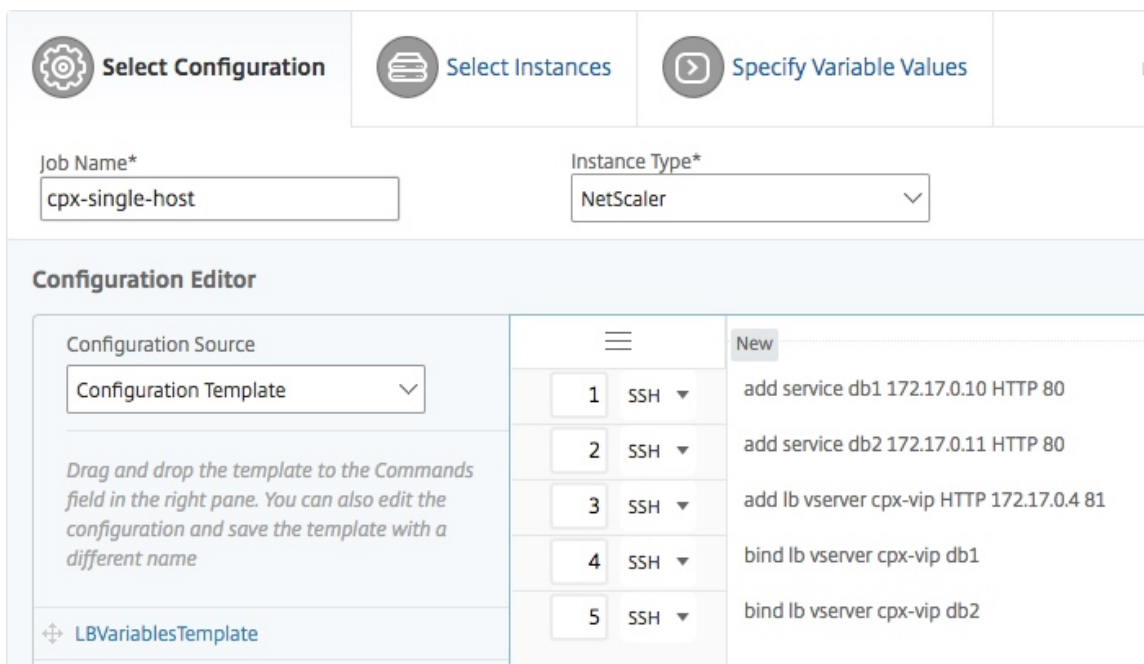 Select Configuration
Select Instances
Specify Variable Values
Job Name*
Instance Type*
cpx-single-host
NetScaler
Configuration Editor
Configuration Source
Configuration Template
Drag and drop the template to the Commands
field in the right pane. You can also edit the
configuration and save the template with a
different name
LBVariablesTemplate
New
1 SSH add service db1 172.17.0.10 HTTP 80
2 SSH add service db2 172.17.0.11 HTTP 80
3 SSH add lb vserver cpx-vip HTTP 172.17.0.4 81
4 SSH bind lb vserver cpx-vip db1
5 SSH bind lb vserver cpx-vip db2